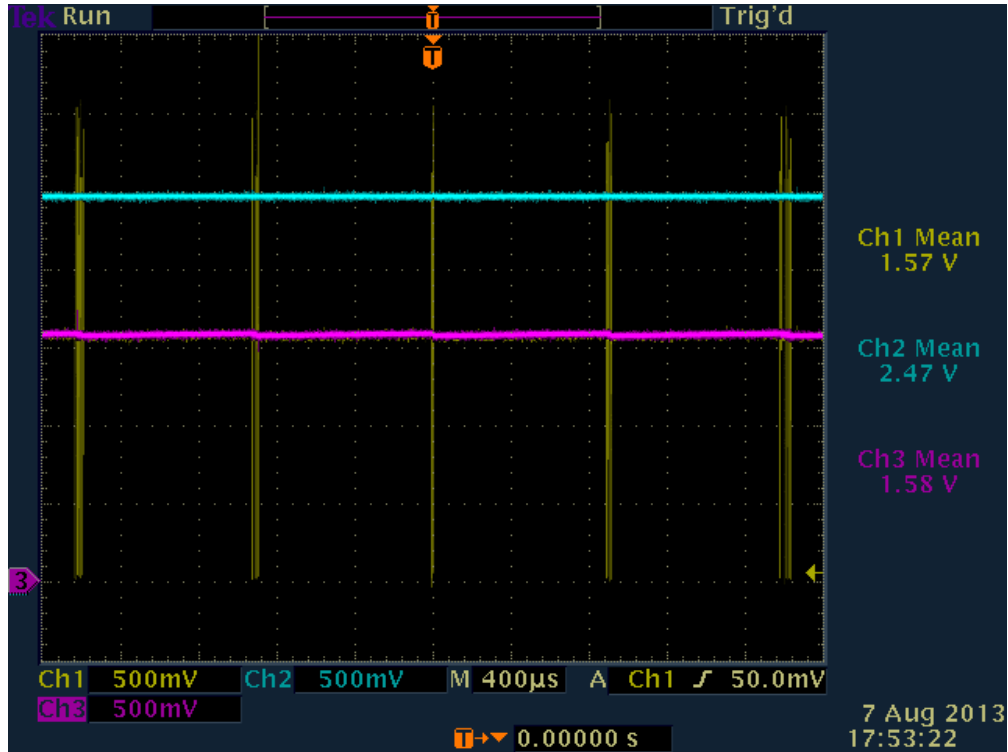 Tek Run Trig'd
T
T
Ch1 Mean
1.57 V
Ch2 Mean
2.47 V
Ch3 Mean
1.58 V
3
Ch1 500mV Ch2 500mV M 400µs A Ch1 50.0mV
Ch3 500mV
T 0.00000 s
7 Aug 2013
17:53:22